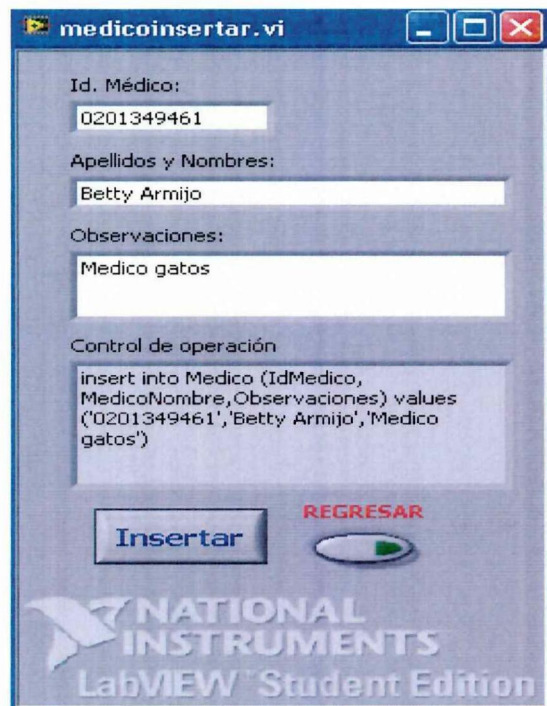 medicoinsertar.vi
Id. Médico:
0201349461
Apellidos y Nombres:
Betty Armijo
Observaciones:
Medico gatos
Control de operación
insert into Medico (IdMedico,
MedicoNombre,Observaciones) values
('0201349461','Betty Armijo','Medico
gatos')
REGRESAR
Insertar
NATIONAL
INSTRUMENTS
LabVIEW™ Student Edition